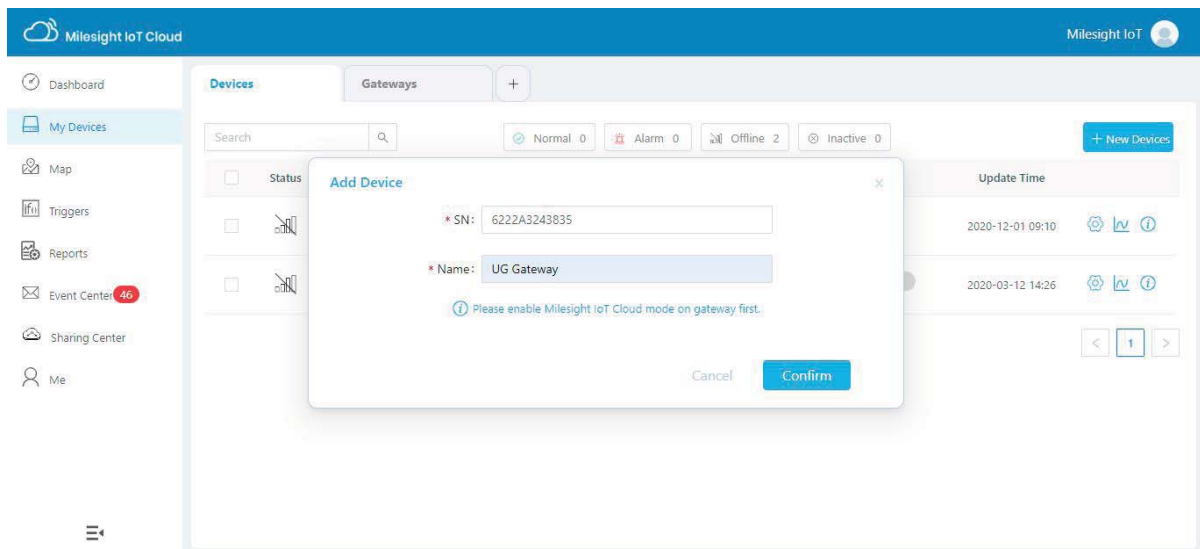 Milesight IoT Cloud
Milesight IoT
Dashboard
My Devices
Map
Triggers
Reports
Event Center 46
Sharing Center
Me
Devices
Gateways
+
Search
Normal 0
Alarm 0
Offline 2
Inactive 0
+ New Devices
Status
Update Time
2020-12-01 09:10
2020-03-12 14:26
< 1 >
Add Device
×
* SN: 6222A3243835
* Name: UG Gateway
Please enable Milesight IoT Cloud mode on gateway first.
Cancel
Confirm